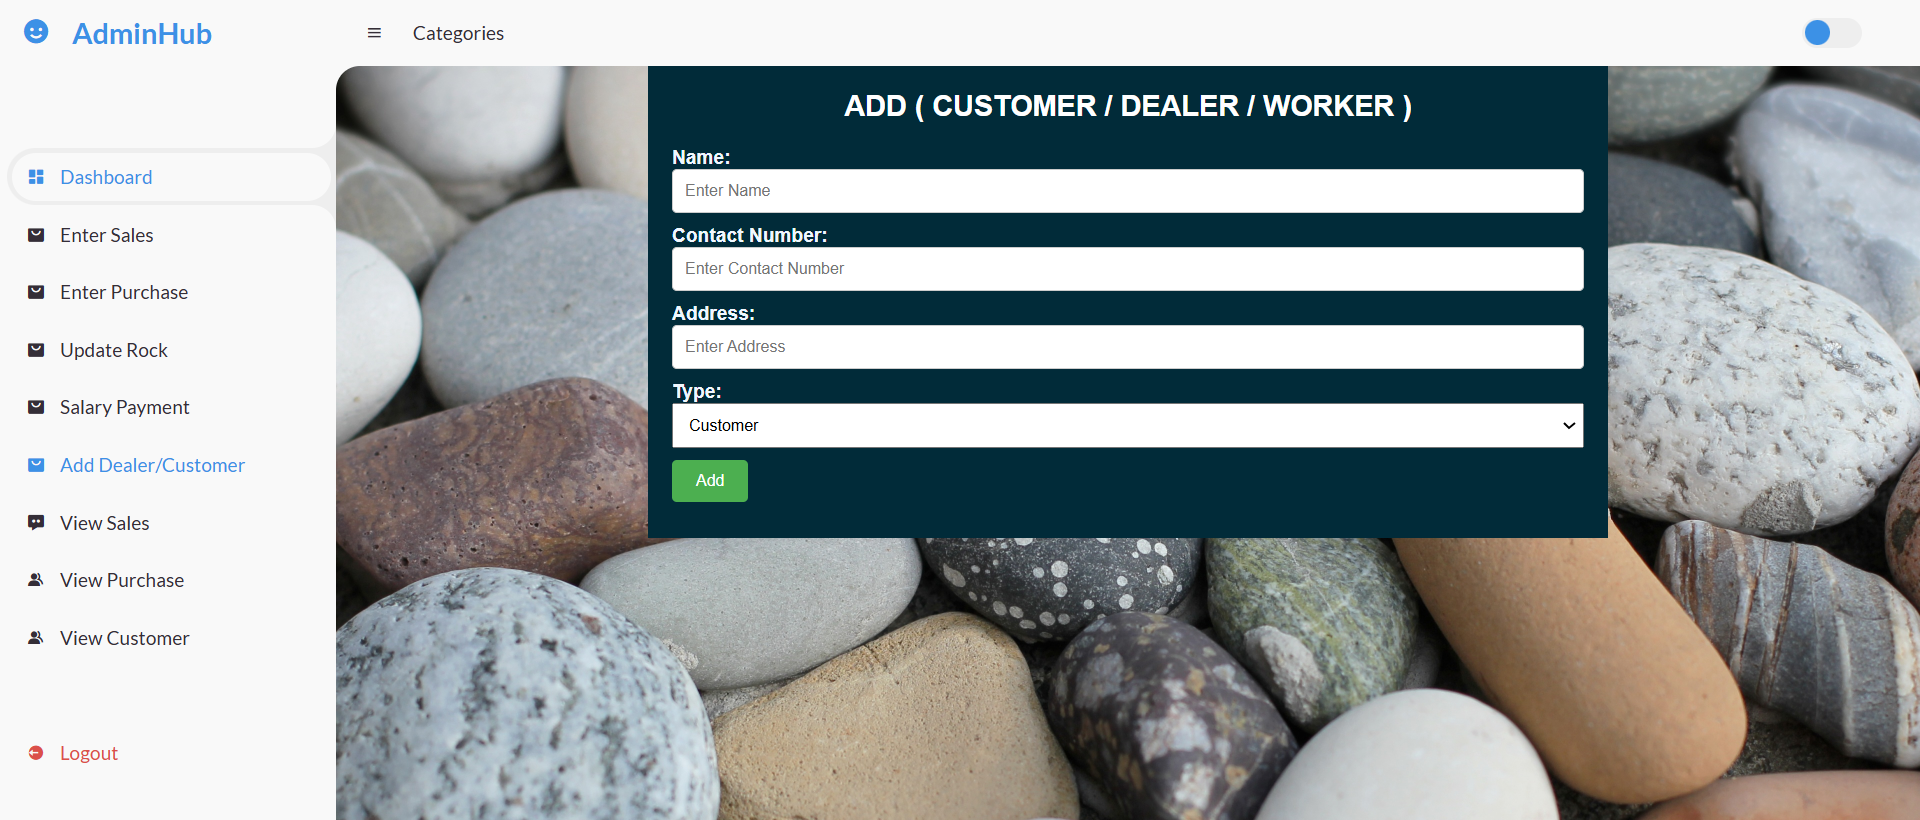 AdminHub
Categories
Dashboard
Enter Sales
Enter Purchase
Update Rock
Salary Payment
Add Dealer/Customer
View Sales
View Purchase
View Customer
Logout
ADD ( CUSTOMER / DEALER / WORKER )
Name:
Enter Name
Contact Number:
Enter Contact Number
Address:
Enter Address
Type:
Customer
Add